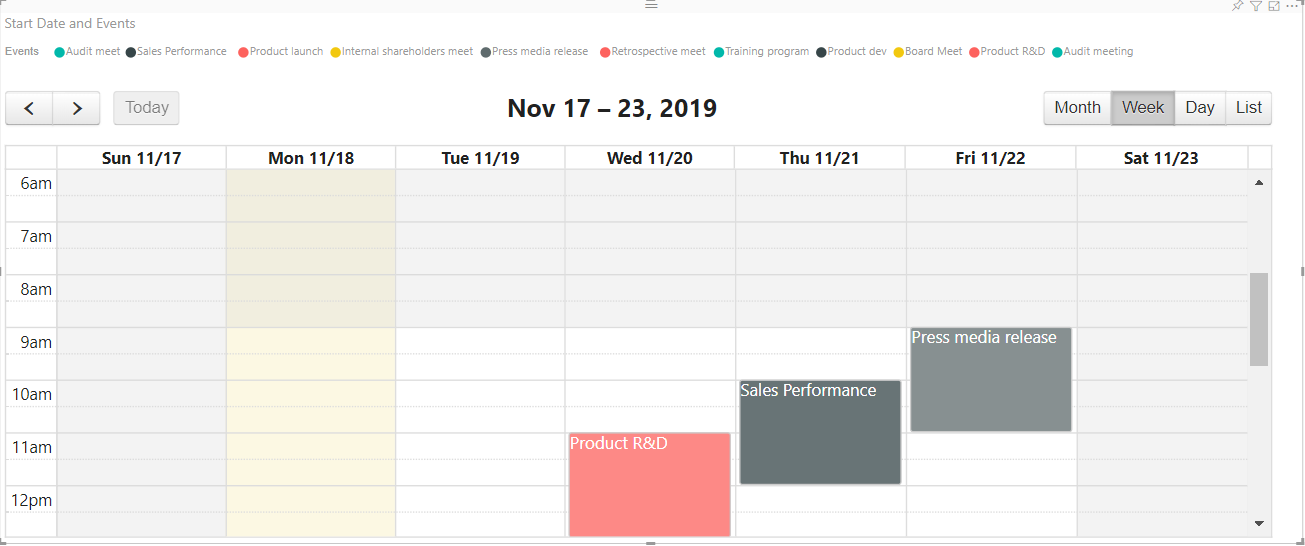 Start Date and Events
Events Audit meet Sales Performance Product launch Internal shareholders meet Press media release Retrospective meet Training program Product dev Board Meet Product R&D Audit meeting
Today Nov 17 – 23, 2019 Month Week Day List
Sun 11/17 Mon 11/18 Tue 11/19 Wed 11/20 Thu 11/21 Fri 11/22 Sat 11/23
6am
7am
8am
9am Press media release
10am Sales Performance
11am Product R&D
12pm